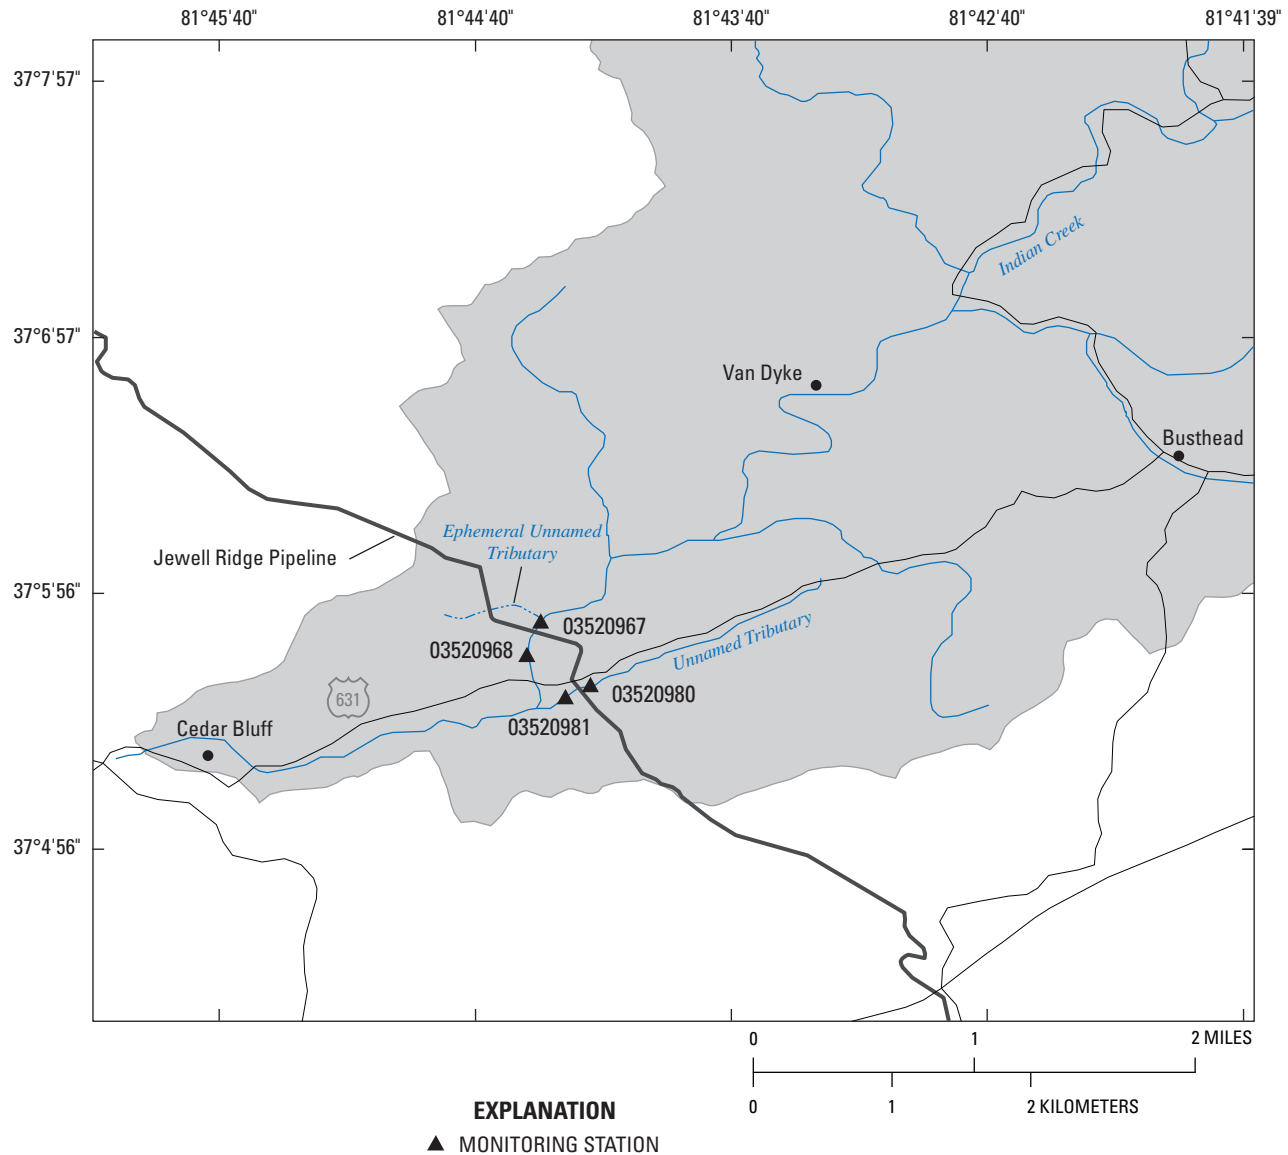 81°45'40" 81°44'40" 81°43'40" 81°42'40" 81°41'39"
37°7'57"
Indian Creek
37°6'57"
Van Dyke
Busthead
Ephemeral Unnamed
Tributary
Jewell Ridge Pipeline
37°5'56"
03520967
Unnamed Tributary
03520968
03520980
631
Cedar Bluff
03520981
37°4'56"
0 1 2 MILES
0 1 2 KILOMETERS
EXPLANATION
MONITORING STATION